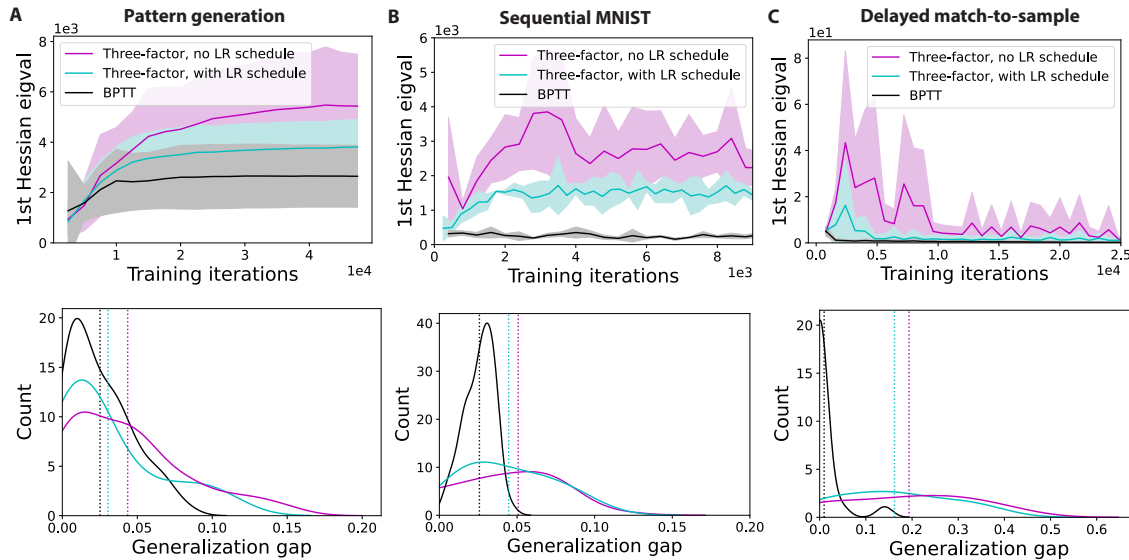 A Pattern generation
1e3
8
6
4
2
0
1st Hessian eigval
Three-factor, no LR schedule
Three-factor, with LR schedule
BPTT
1 2 3 4
1e4
Training iterations
B Sequential MNIST
1e3
6
5
4
3
2
1
0
1st Hessian eigval
Three-factor, no LR schedule
Three-factor, with LR schedule
BPTT
0 2 4 6 8
1e3
Training iterations
C Delayed match-to-sample
1e1
8
6
4
2
0
1st Hessian eigval
Three-factor, no LR schedule
Three-factor, with LR schedule
BPTT
0.0 0.5 1.0 1.5 2.0 2.5
1e4
Training iterations
20
15
10
5
0
Count
0.00 0.05 0.10 0.15 0.20
Generalization gap
40
30
20
10
0
Count
0.00 0.05 0.10 0.15 0.20
Generalization gap
20
15
10
5
0
Count
0.0 0.1 0.2 0.3 0.4 0.5 0.6
Generalization gap